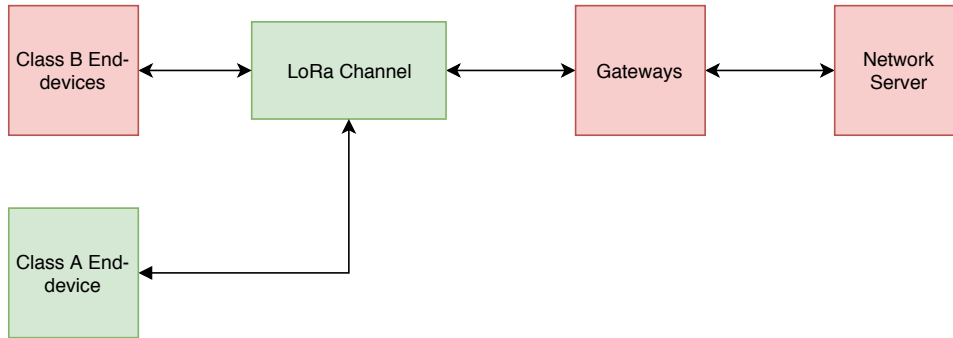 Class B End-
devices
LoRa Channel
Gateways
Network
Server
Class A End-
device